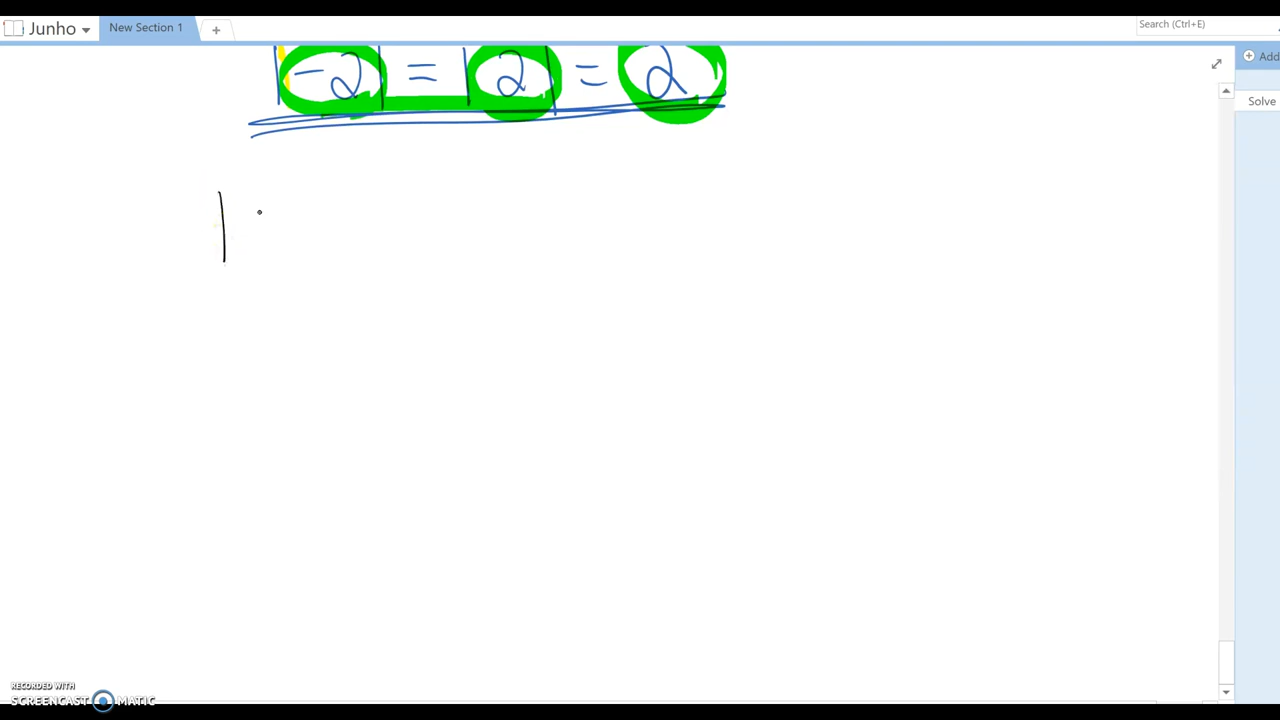 Junho
New Section 1
+
Search (Ctrl+E)
Add
|-2| = |2| = 2
Solve
|
RECORDED WITH
SCREENCAST MATIC